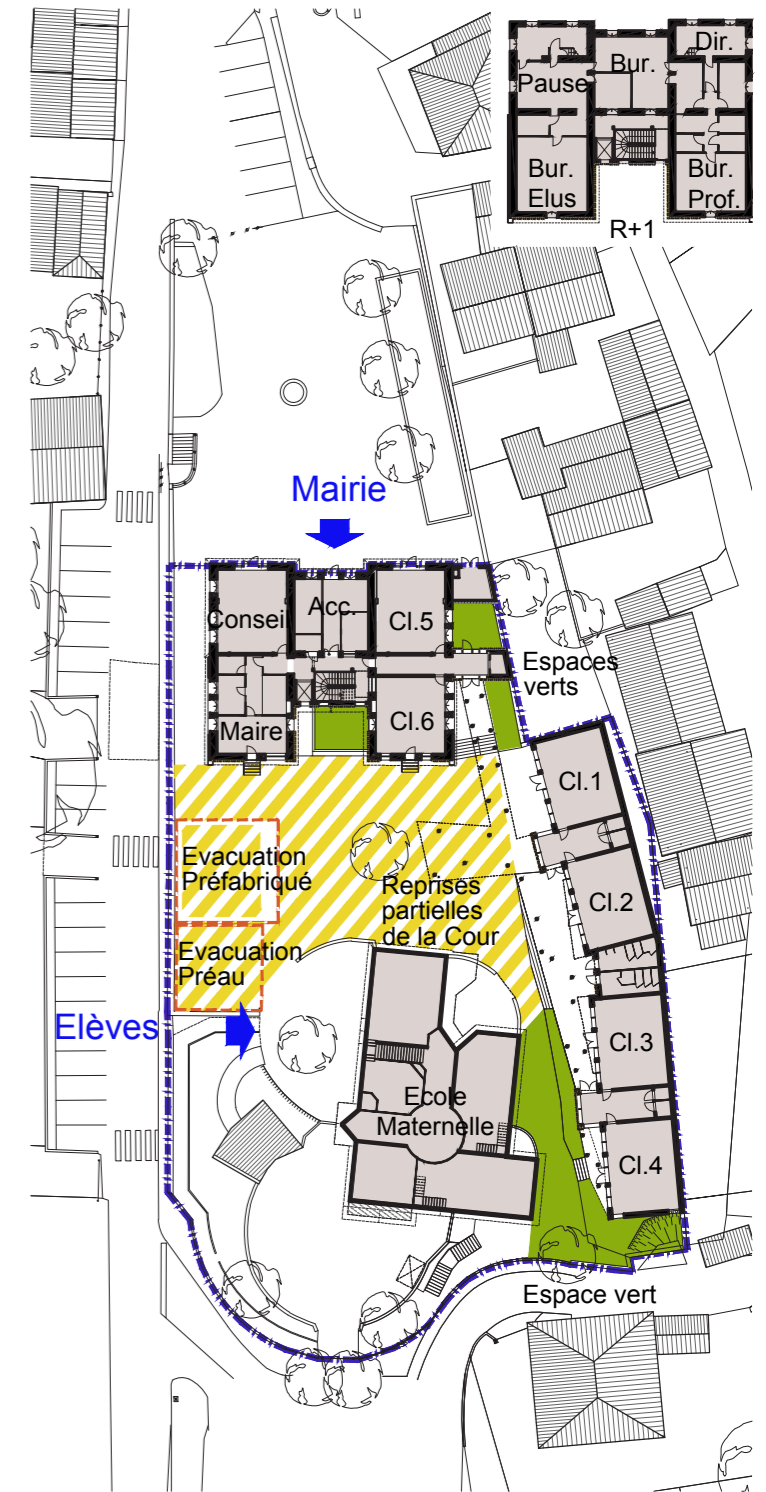 Dir.
Bur.
Pause
Bur.
Elus
Bur.
Prof.
R+1
Mairie
Conseil
Acc.
Cl.5
Espaces
verts
Maire
Cl.6
Cl.1
Evacuation
Préfabriqué
Reprises
partielles
de la Cour
Cl.2
Evacuation
Préau
Elèves
Cl.3
Ecole
Maternelle
Cl.4
Espace vert